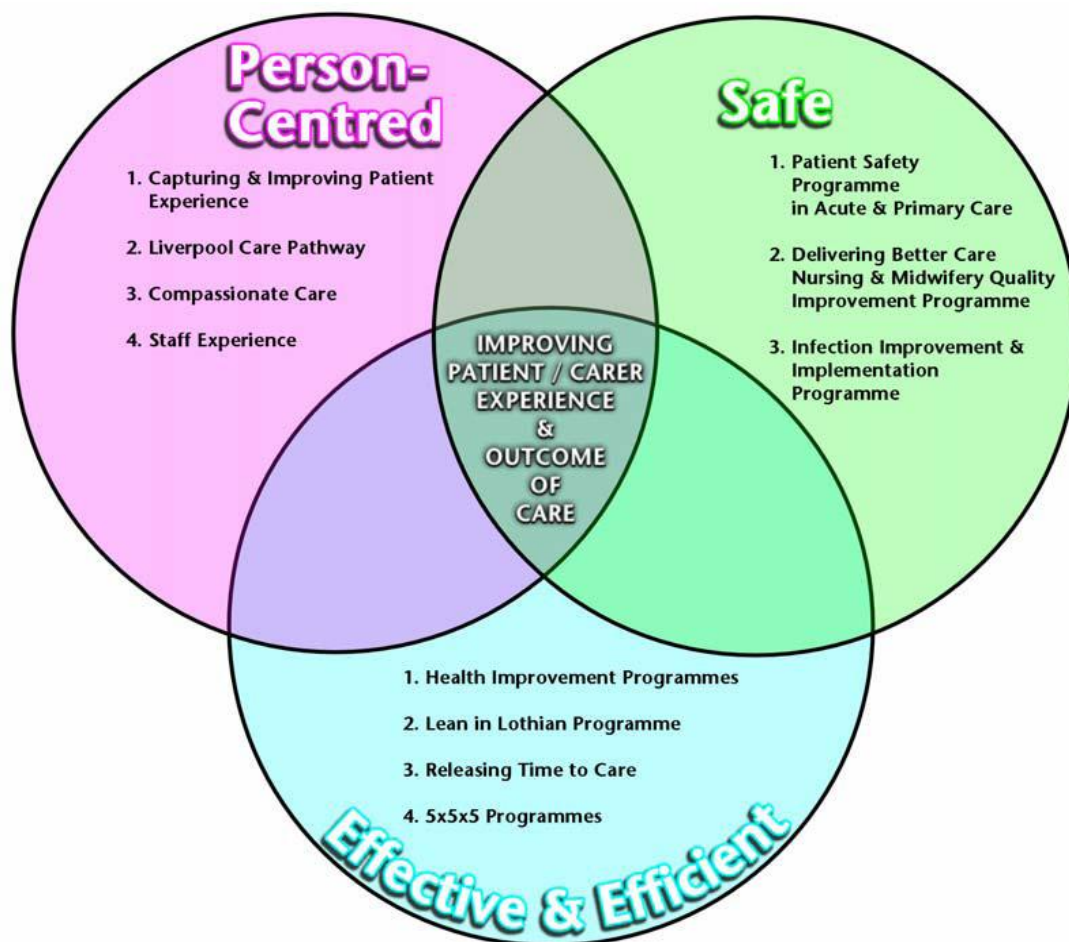 Person-
Centred
1. Capturing & Improving Patient
Experience
2. Liverpool Care Pathway
3. Compassionate Care
4. Staff Experience
Safe
1. Patient Safety
Programme
in Acute & Primary Care
2. Delivering Better Care
Nursing & Midwifery Quality
Improvement Programme
3. Infection Improvement &
Implementation
Programme
IMPROVING
PATIENT / CARER
EXPERIENCE
&
OUTCOME
OF
CARE
1. Health Improvement Programmes
2. Lean in Lothian Programme
3. Releasing Time to Care
4. 5x5x5 Programmes
Effective & Efficient